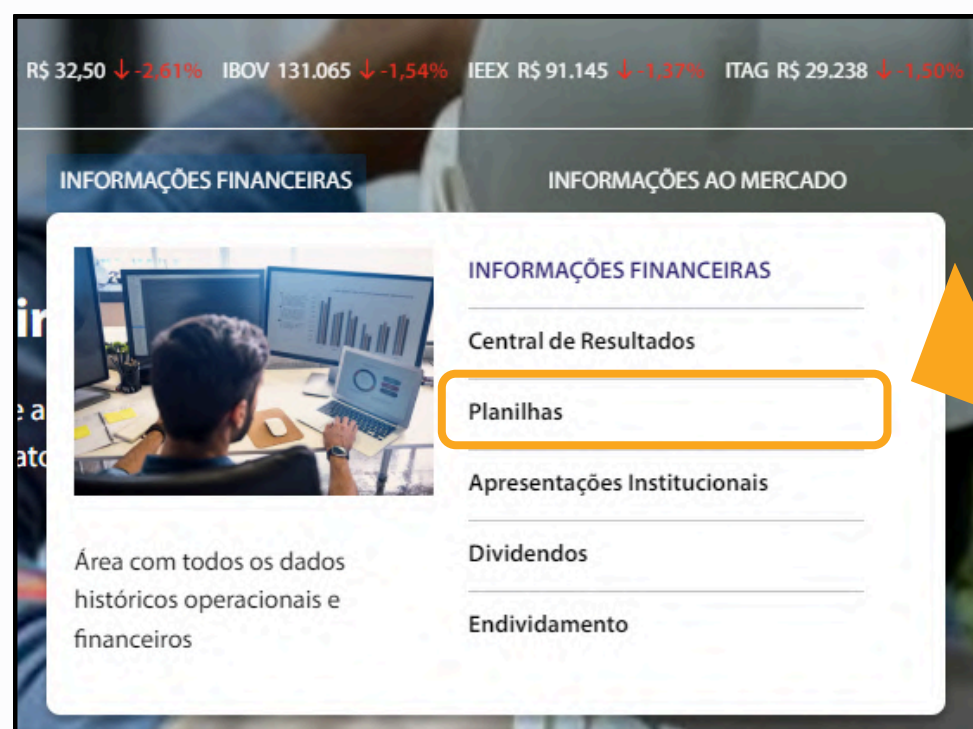 R$ 32,50 ↓ -2,61% IBOV 131.065 ↓ -1,54% IEEX R$ 91.145 ↓ -1,37% ITAG R$ 29.238 ↓ -1,50%
INFORMAÇÕES FINANCEIRAS INFORMAÇÕES AO MERCADO
INFORMAÇÕES FINANCEIRAS
Central de Resultados
Planilhas
Apresentações Institucionais
Dividendos
Endividamento
Área com todos os dados
históricos operacionais e
financeiros